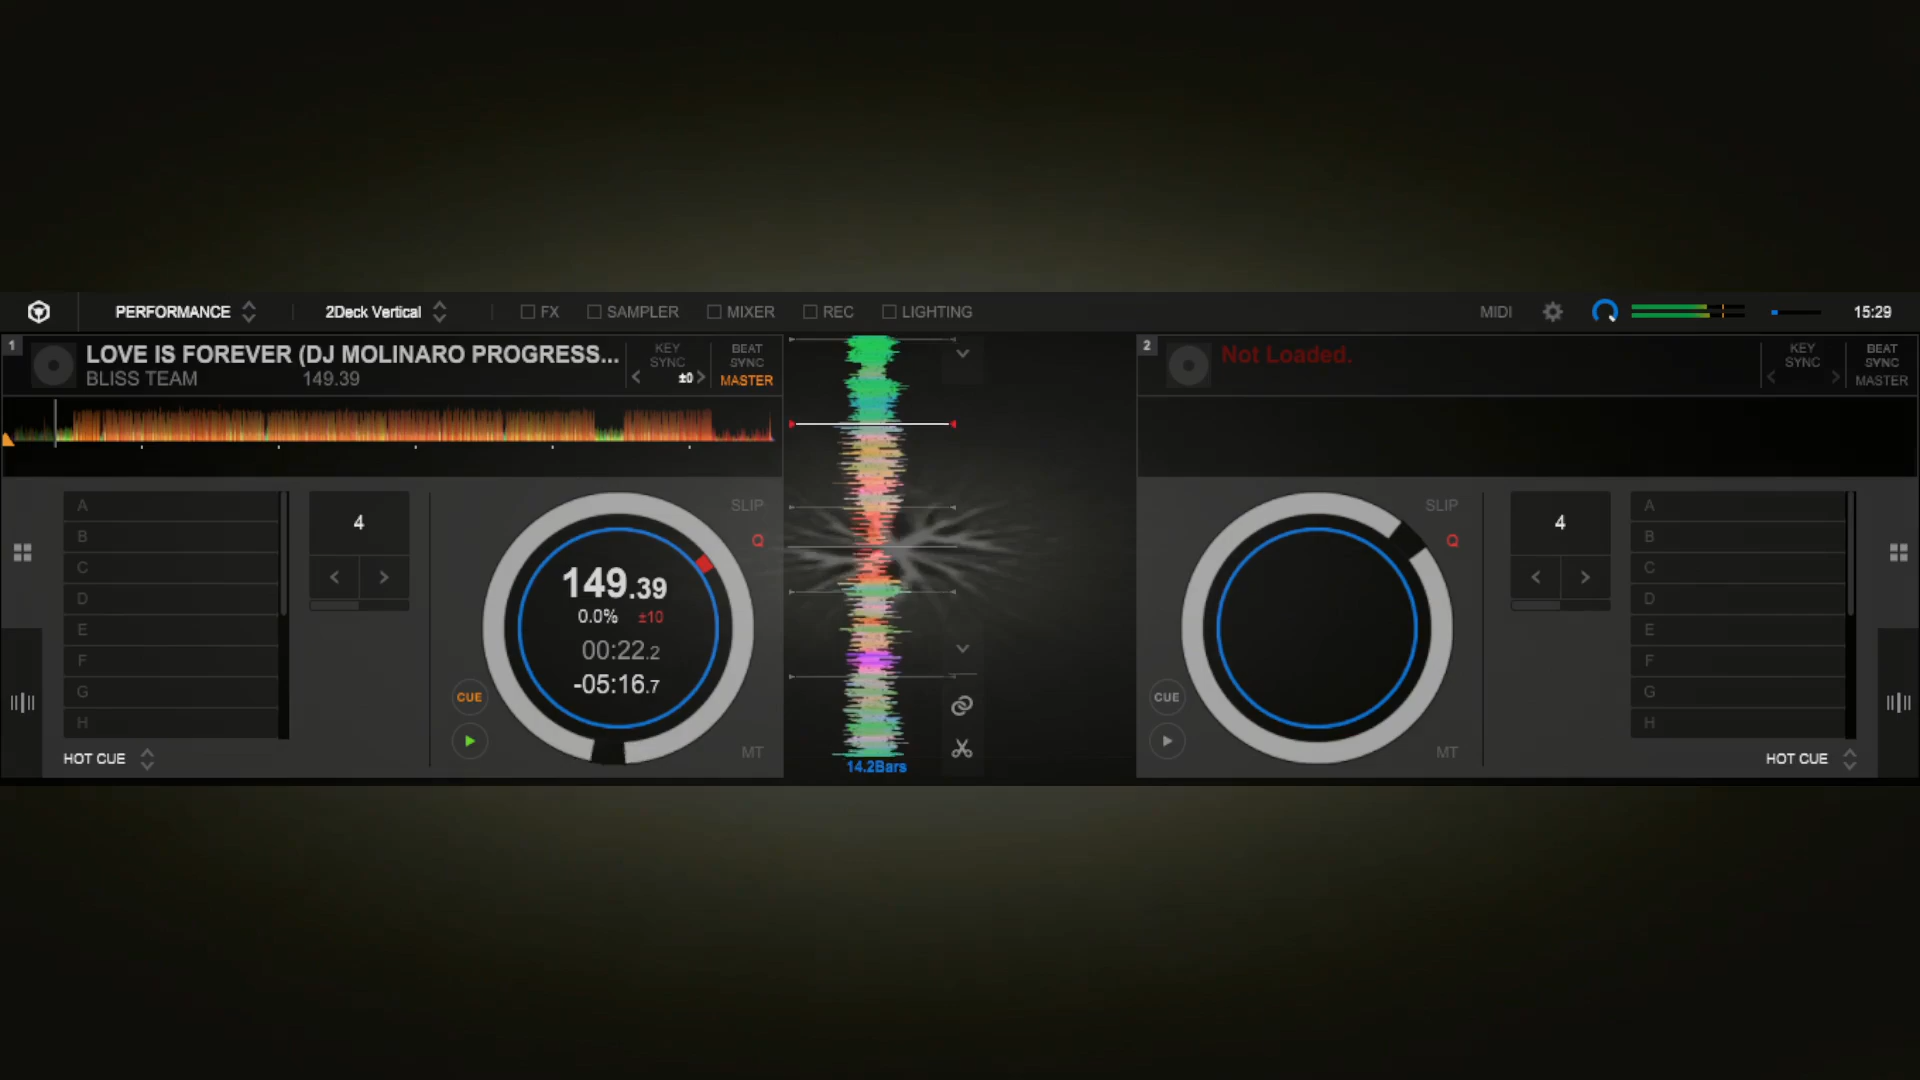 PERFORMANCE 2Deck Vertical FX SAMPLER MIXER REC LIGHTING MIDI 15:29
1 LOVE IS FOREVER (DJ MOLINARO PROGRESS...
BLISS TEAM 149.39
KEY SYNC ±0
BEAT SYNC MASTER
2 Not Loaded.
KEY SYNC
BEAT SYNC MASTER
A
B
C
D
E
F
G
H
HOT CUE
4
SLIP
Q
149.39
0.0% ±10
00:22.2
-05:16.7
CUE
MT
14.2Bars
SLIP
Q
CUE
MT
4
A
B
C
D
E
F
G
H
HOT CUE